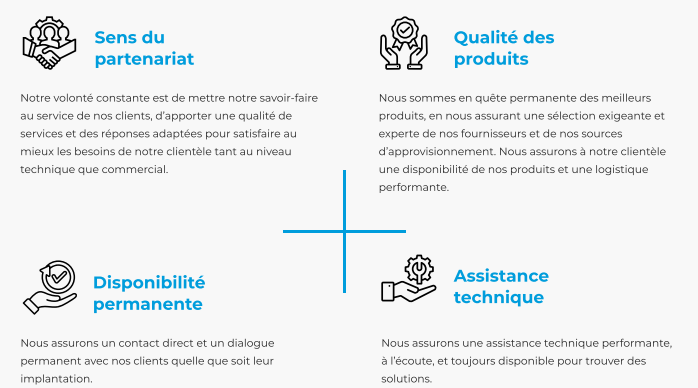 Sens du
partenariat
Notre volonté constante est de mettre notre savoir-faire
au service de nos clients, d’apporter une qualité de
services et des réponses adaptées pour satisfaire au
mieux les besoins de notre clientèle tant au niveau
technique que commercial.
Qualité des
produits
Nous sommes en quête permanente des meilleurs
produits, en nous assurant une sélection exigeante et
experte de nos fournisseurs et de nos sources
d’approvisionnement. Nous assurons à notre clientèle
une disponibilité de nos produits et une logistique
performante.
Disponibilité
permanente
Nous assurons un contact direct et un dialogue
permanent avec nos clients quelle que soit leur
implantation.
Assistance
technique
Nous assurons une assistance technique performante,
à l’écoute, et toujours disponible pour trouver des
solutions.